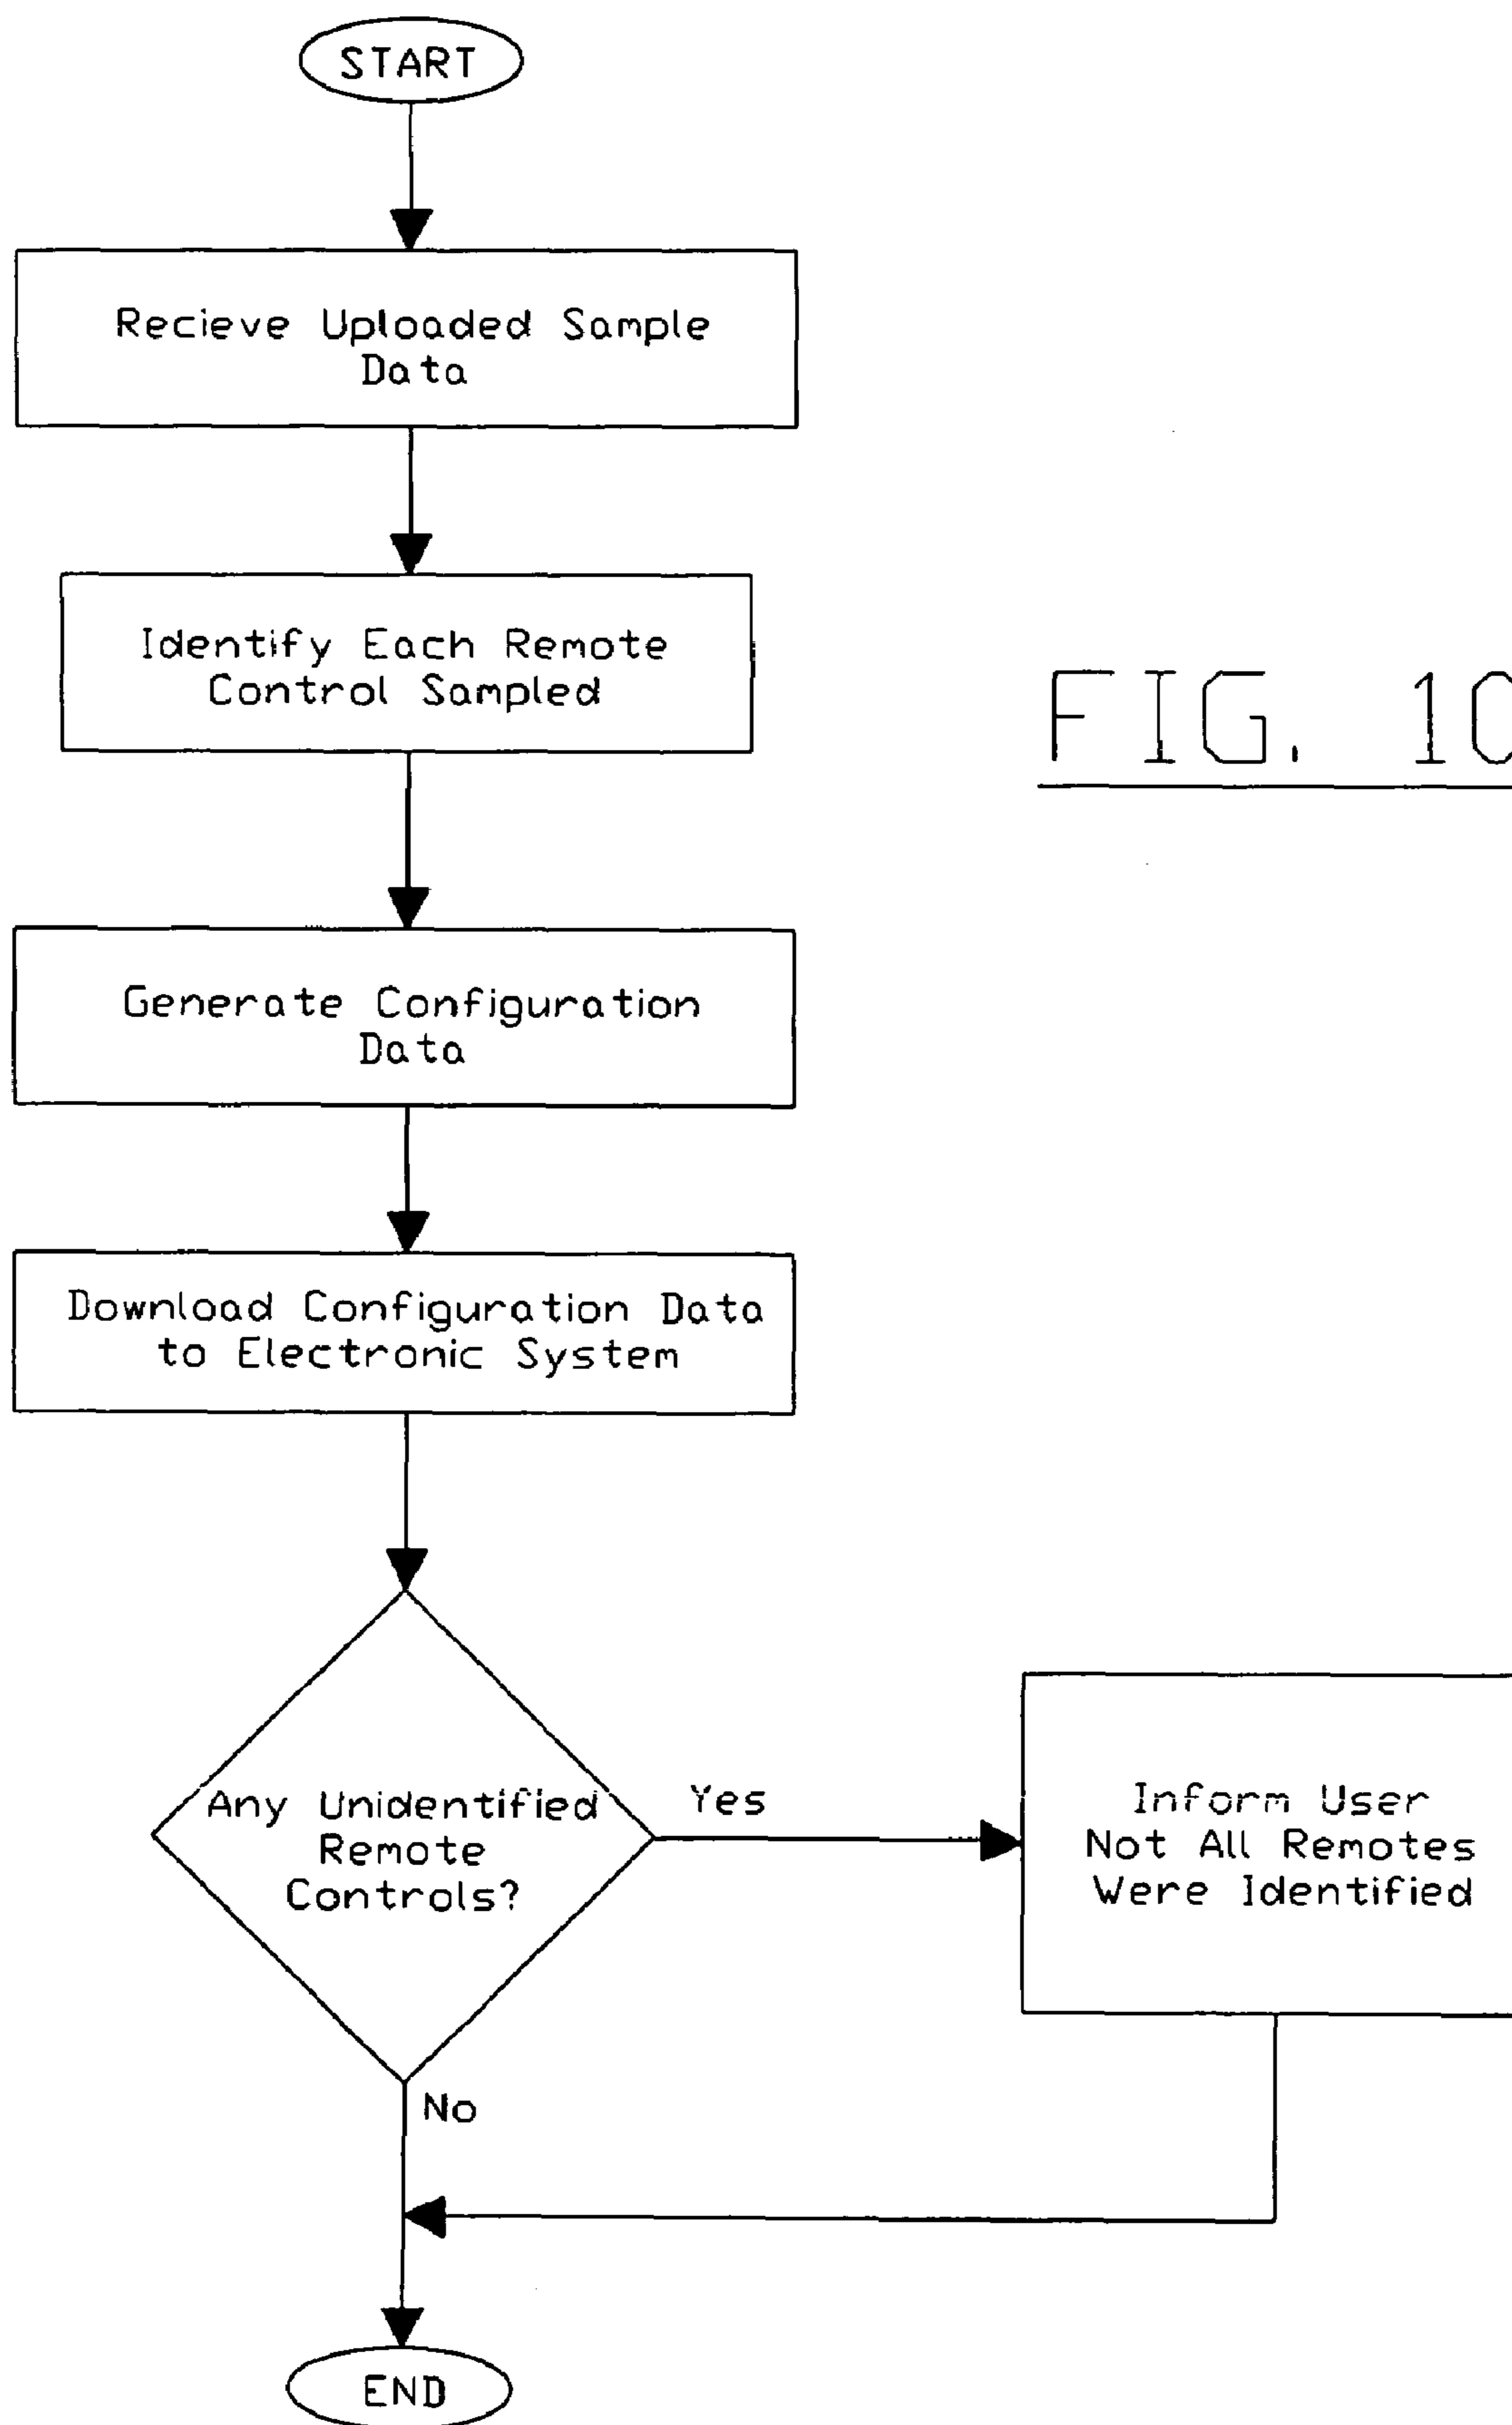 START
Recieve Uploaded Sample
Data
Identify Each Remote
Control Sampled
FIG. 10
Generate Configuration
Data
Download Configuration Data
to Electronic System
Any Unidentified
Remote
Controls?
Yes
Inform User
Not All Remotes
Were Identified
No
END